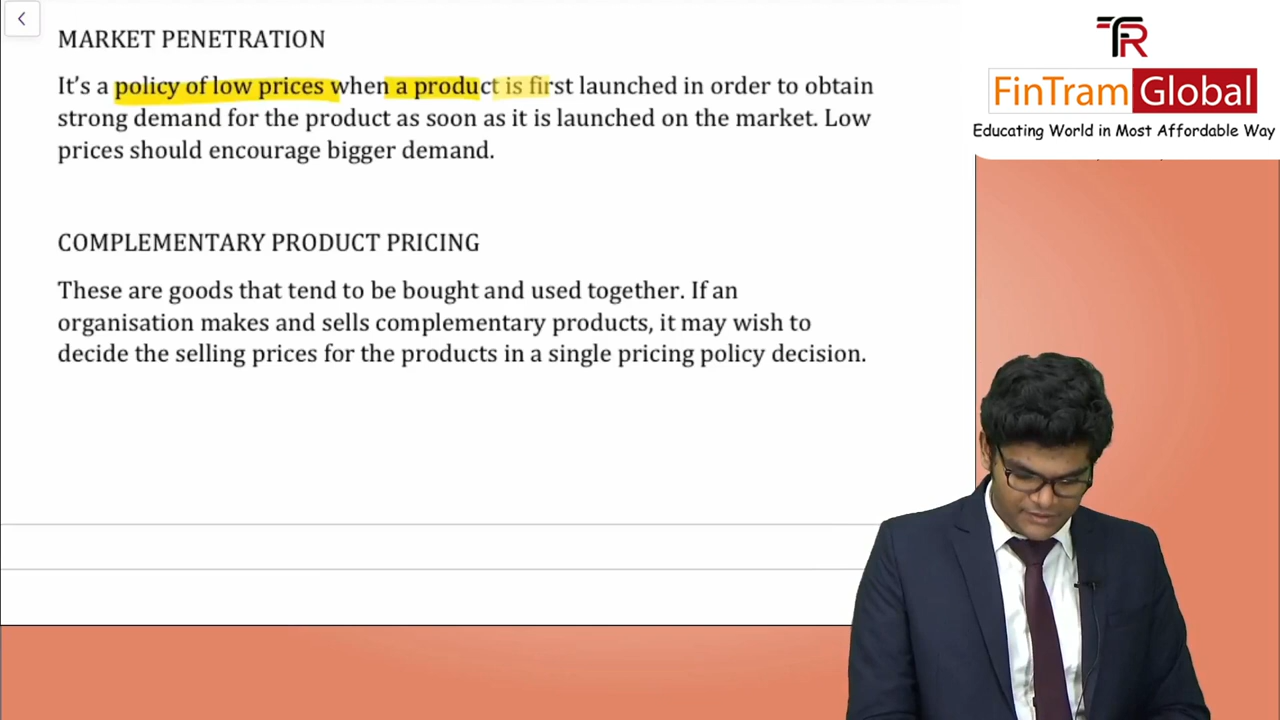 MARKET PENETRATION
It's a policy of low prices when a product is first launched in order to obtain
strong demand for the product as soon as it is launched on the market. Low
prices should encourage bigger demand.
COMPLEMENTARY PRODUCT PRICING
These are goods that tend to be bought and used together. If an
organisation makes and sells complementary products, it may wish to
decide the selling prices for the products in a single pricing policy decision.
TR
FinTram Global
Educating World in Most Affordable Way